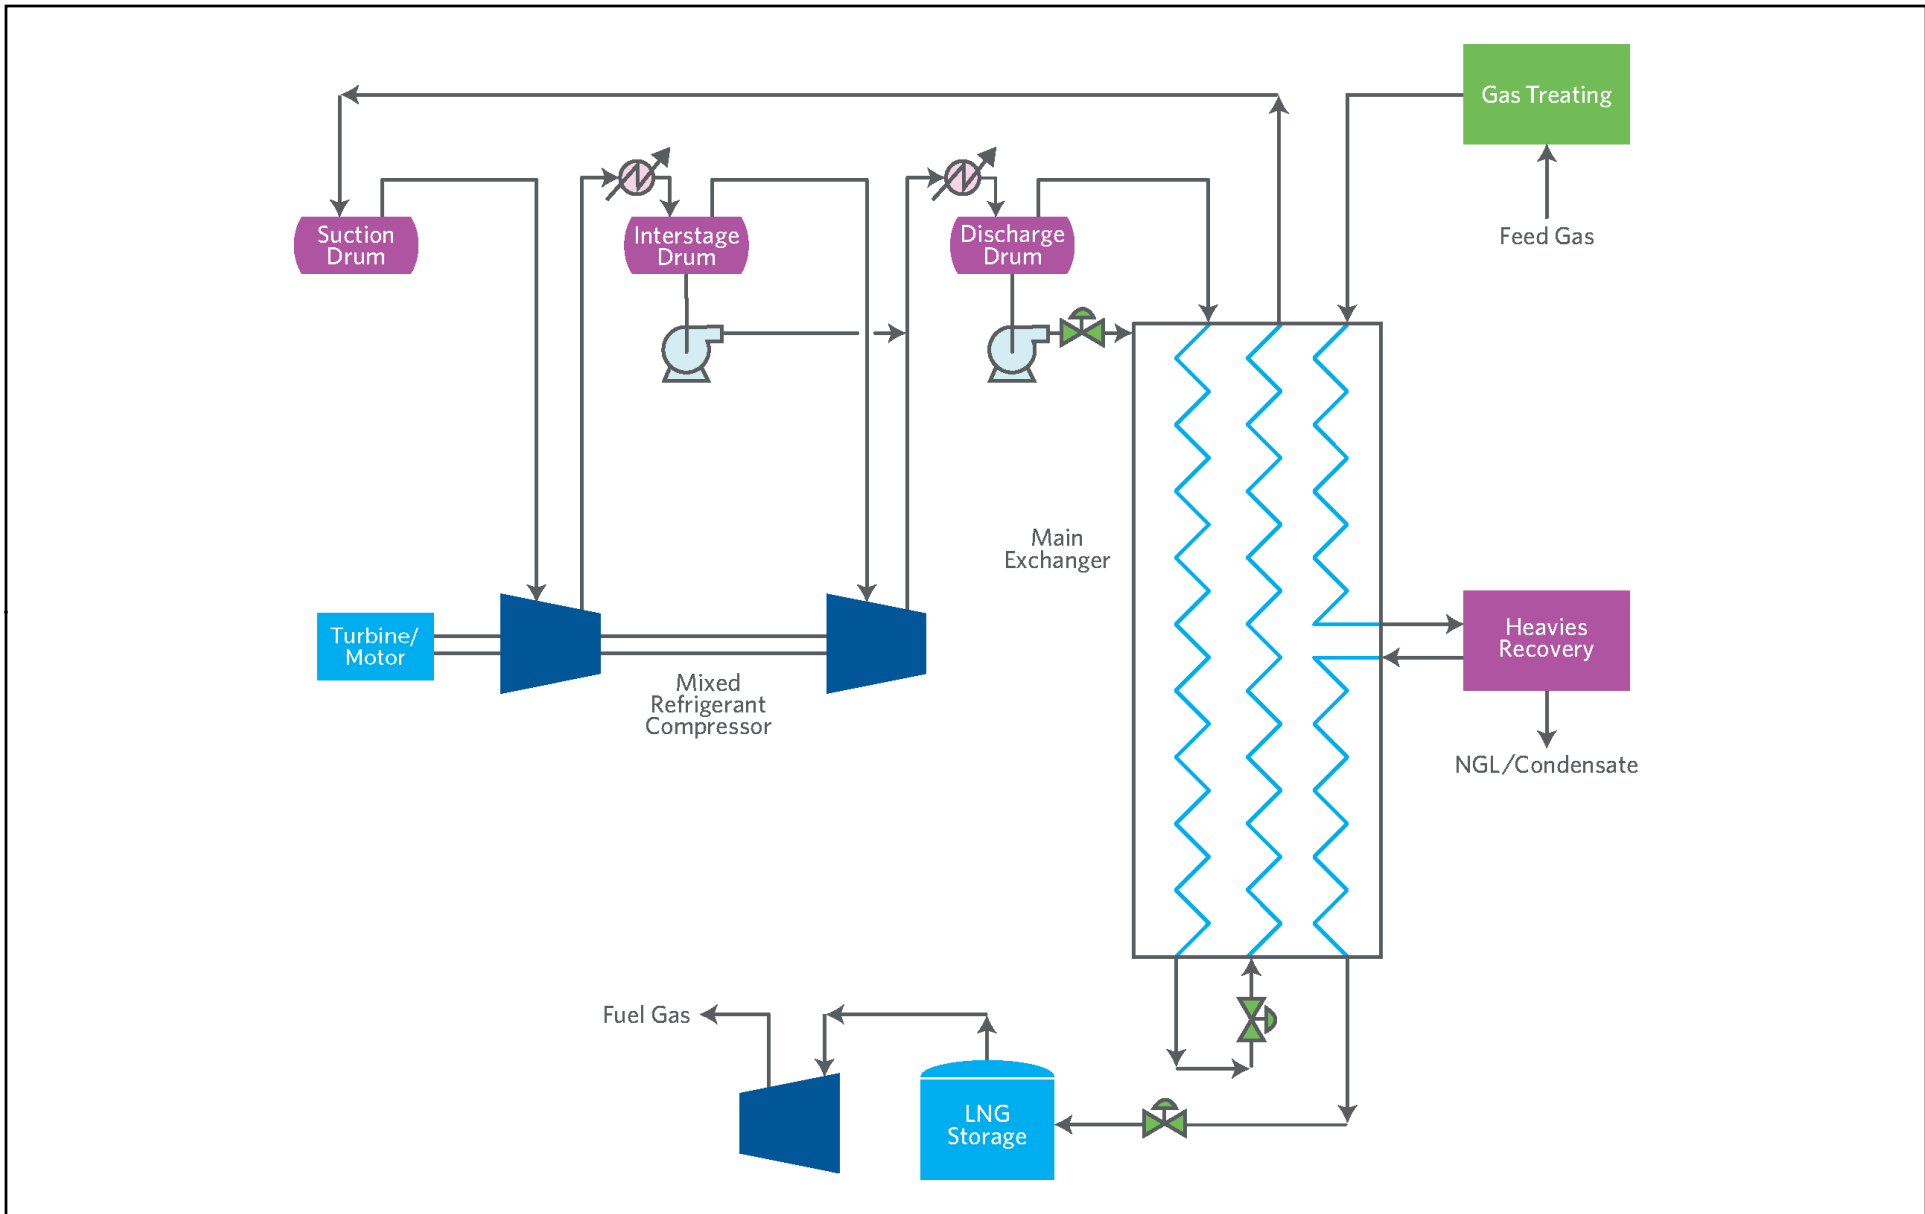 Gas Treating
Feed Gas
Suction
Drum
Interstage
Drum
Discharge
Drum
Main
Exchanger
Turbine/
Motor
Mixed
Refrigerant
Compressor
Heavies
Recovery
NGL/Condensate
Fuel Gas
LNG
Storage